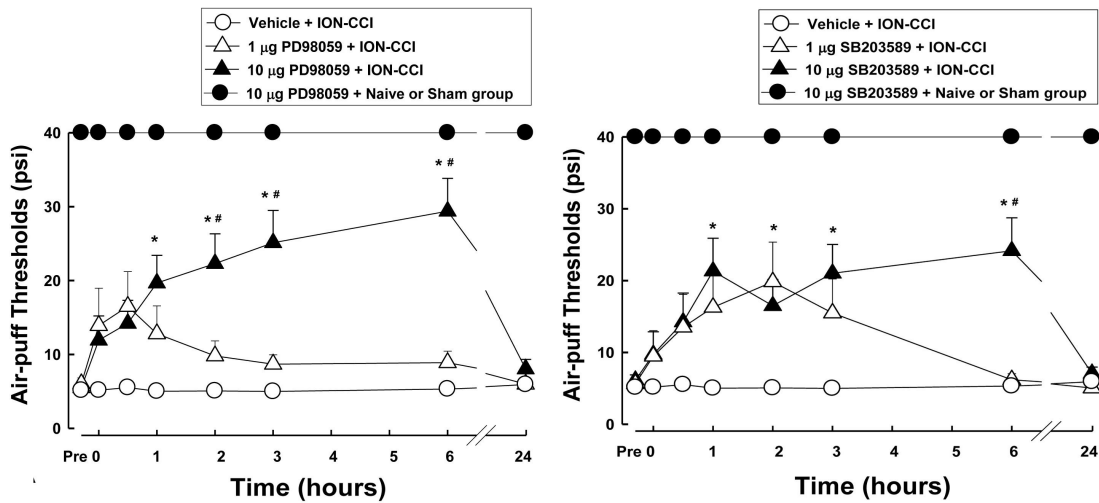 Vehicle + ION-CCI
1 μg PD98059 + ION-CCI
10 μg PD98059 + ION-CCI
10 μg PD98059 + Naive or Sham group
Air-puff Thresholds (psi)
40
30
20
10
0
*
* #
* #
* #
Pre 0 1 2 3 4 5 6 24
Time (hours)
Vehicle + ION-CCI
1 μg SB203589 + ION-CCI
10 μg SB203589 + ION-CCI
10 μg SB203589 + Naive or Sham group
Air-puff Thresholds (psi)
40
30
20
10
0
*
*
*
* #
Pre 0 1 2 3 4 5 6 24
Time (hours)